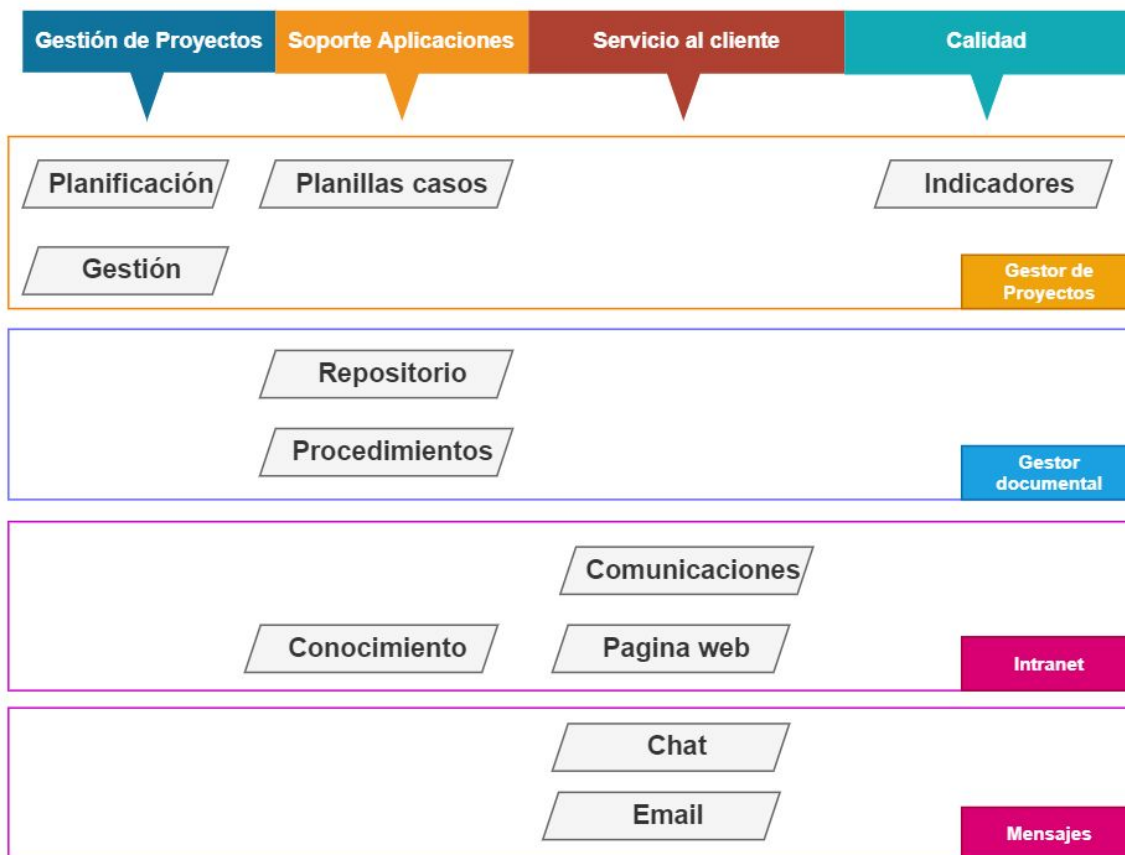 Gestión de Proyectos
Soporte Aplicaciones
Servicio al cliente
Calidad
Planificación
Planillas casos
Indicadores
Gestión
Gestor de
Proyectos
Repositorio
Procedimientos
Gestor
documental
Comunicaciones
Conocimiento
Pagina web
Intranet
Chat
Email
Mensajes